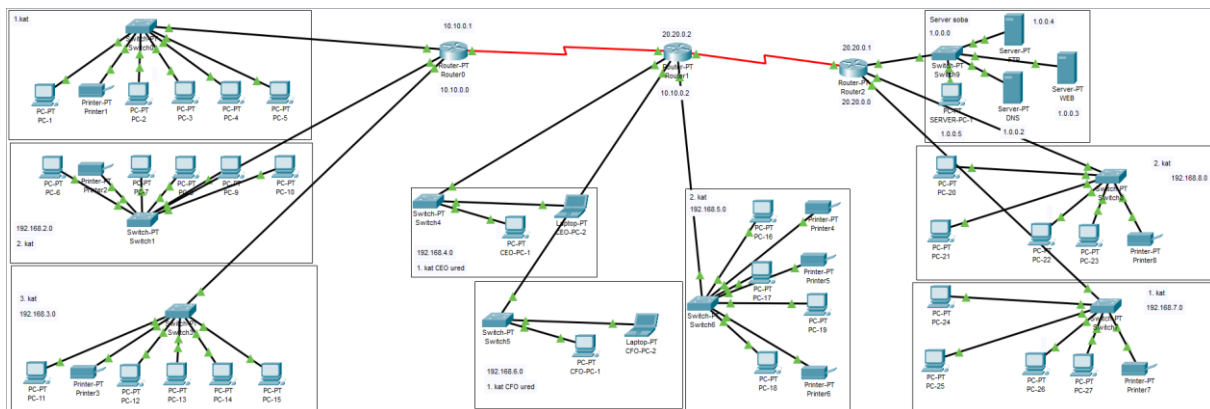 1.kat
Switch-PT
PC-PT
PC-1
Printer-PT
Printer1
PC-PT
PC-2
PC-PT
PC-3
PC-PT
PC-4
PC-PT
PC-5
PC-PT
PC-6
Printer-PT
Printer2
PC-PT
PC-PT
PC-PT
PC-9
PC-PT
PC-10
192.168.2.0
2. kat
Switch-PT
Switch1
3. kat
192.168.3.0
Switch-PT
PC-PT
PC-11
Printer-PT
Printer3
PC-PT
PC-12
PC-PT
PC-13
PC-PT
PC-14
PC-PT
PC-15
10.10.0.1
Router-PT
Router0
10.10.0.0
20.20.0.2
Router-PT
Router1
10.10.0.2
20.20.0.1
Router-PT
Router2
20.20.0.0
Switch-PT
Switch4
Laptop-PT
CEO-PC-2
PC-PT
CEO-PC-1
192.168.4.0
1. kat CEO ured
Switch-PT
Switch5
Laptop-PT
CFO-PC-2
PC-PT
CFO-PC-1
192.168.6.0
1. kat CFO ured
2. kat
192.168.5.0
PC-PT
PC-16
Printer-PT
Printer4
PC-PT
PC-17
Printer-PT
Printer5
Switch-PT
Switch6
PC-PT
PC-19
PC-PT
PC-18
Printer-PT
Printer6
Server soba
1.0.0.0
1.0.0.4
Server-PT
FTP
Switch-PT
Switch9
Server-PT
WEB
1.0.0.3
PC-PT
SERVER-PC-1
1.0.0.5
Server-PT
DNS
1.0.0.2
PC-PT
PC-20
2. kat
192.168.8.0
PC-PT
PC-21
PC-PT
PC-22
PC-PT
PC-23
Printer-PT
Printer8
PC-PT
PC-24
1. kat
192.168.7.0
PC-PT
PC-25
PC-PT
PC-26
PC-PT
PC-27
Printer-PT
Printer7